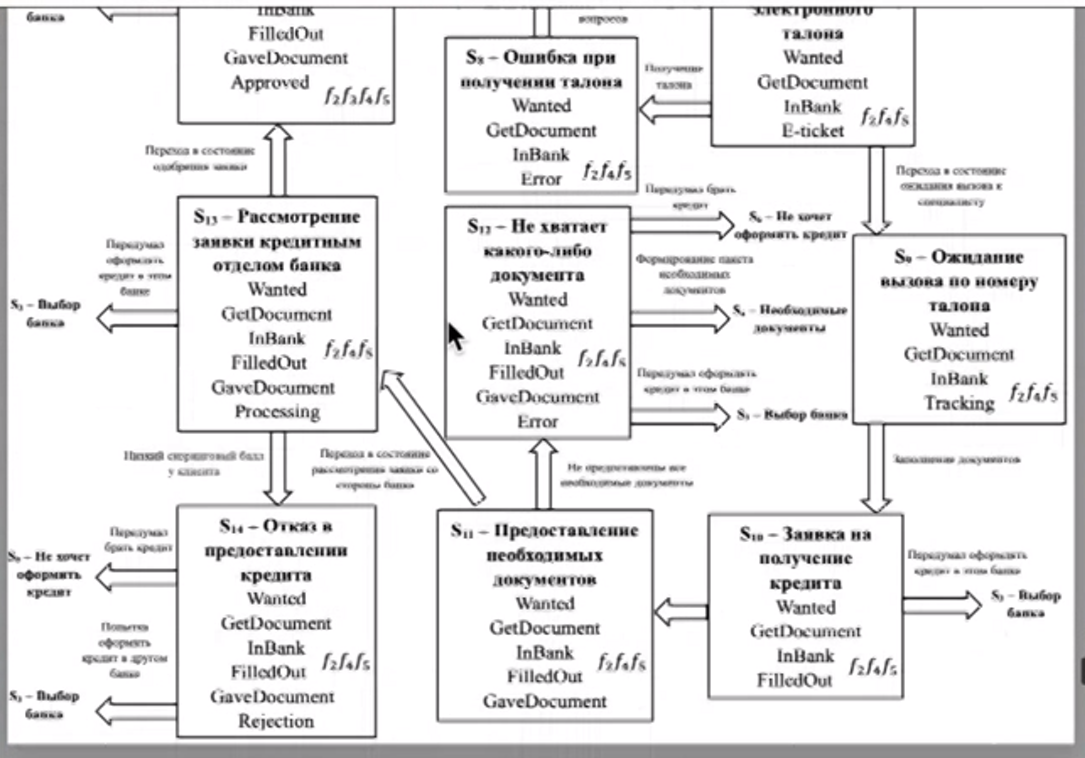 банка
InBank
FilledOut
GaveDocument
Approved
f₂f₃f₄f₅
Переход в состояние
одобрения заявки
S₁₃ – Рассмотрение
заявки кредитным
отделом банка
Wanted
GetDocument
InBank
FilledOut
GaveDocument
Processing
f₂f₄f₅
Передумал
оформлять
кредит в этом
банке
S₃ – Выбор
банка
Низкий скоринговый балл
у клиента
Переход в состояние
рассмотрения заявки со
стороны банка
S₁₄ – Отказ в
предоставлении
кредита
Wanted
GetDocument
InBank
FilledOut
GaveDocument
Rejection
f₂f₄f₅
Передумал
брать кредит
– Не хочет
оформить
кредит
Попытка
оформить
кредит в другом
банке
S₃ – Выбор
банка
вопросов
S₈ – Ошибка при
получении талона
Wanted
GetDocument
InBank
Error
f₂f₄f₅
Получение
талона
электронного
талона
Wanted
GetDocument
InBank
E-ticket
f₂f₄f₅
Переход в состояние
ожидания вызова к
специалисту
S₁₂ – Не хватает
какого-либо
документа
Wanted
GetDocument
InBank
FilledOut
GaveDocument
Error
f₂f₄f₅
Передумал брать
кредит
– Не хочет
оформить кредит
Формирование пакета
необходимых
документов
S₄ – Необходимые
документы
Передумал оформлять
кредит в этом банке
S₃ – Выбор банка
S₉ – Ожидание
вызова по номеру
талона
Wanted
GetDocument
InBank
Tracking
f₂f₄f₅
Заполнение документов
Не предоставлены все
необходимые документы
S₁₁ – Предоставление
необходимых
документов
Wanted
GetDocument
InBank
FilledOut
GaveDocument
f₂f₄f₅
S₁₀ – Заявка на
получение
кредита
Wanted
GetDocument
InBank
FilledOut
f₂f₄f₅
Передумал оформлять
кредит в этом банке
S₃ – Выбор
банка